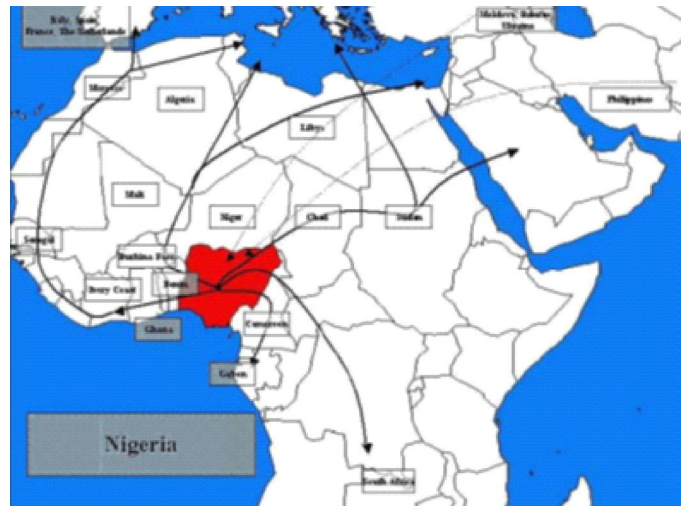 Italy, Spain,
France, The Netherlands
Moldova, Belarus,
Ukraine
Morocco
Algeria
Libya
Philippines
Mali
Niger
Chad
Sudan
Senegal
Burkina Faso
Ivory Coast
Benin
Ghana
Cameroon
Gabon
Nigeria
South Africa